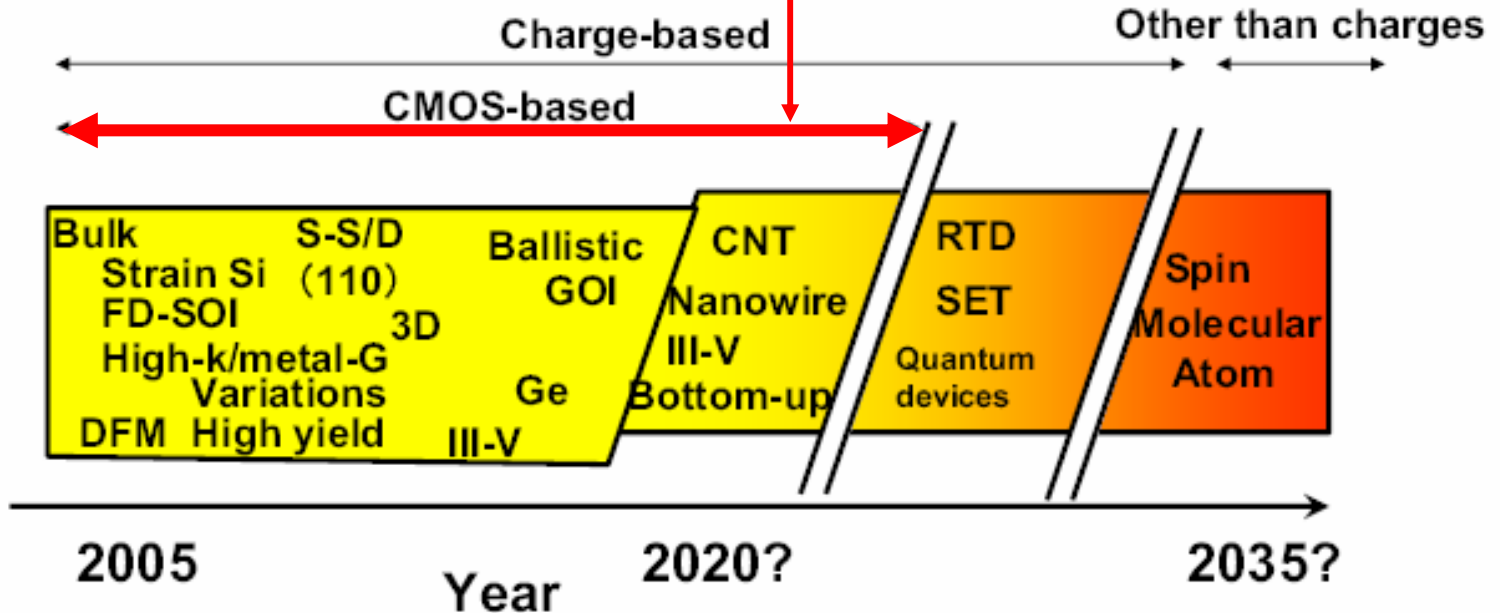 Charge-based
Other than charges
CMOS-based
Bulk
S-S/D
Ballistic
Strain Si
(110)
GOI
FD-SOI
3D
High-k/metal-G
Variations
Ge
DFM
High yield
III-V
CNT
Nanowire
III-V
Bottom-up
RTD
SET
Quantum
devices
Spin
Molecular
Atom
2005
Year
2020?
2035?